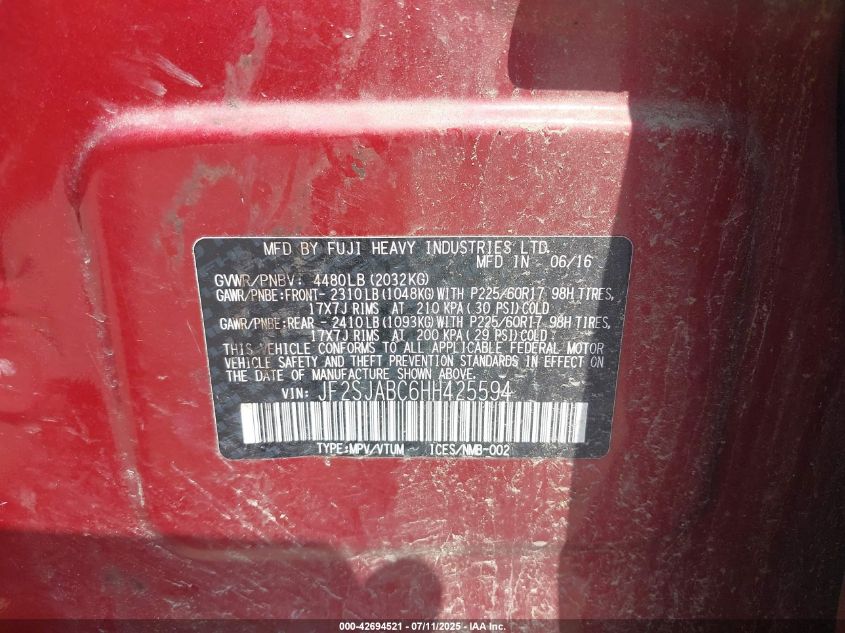 MFD BY FUJI HEAVY INDUSTRIES LTD.
MFD IN - 06/16
GVWR/PNBV: 4480LB (2032KG)
GAWR/PNBE:FRONT- 2310LB (1048KG) WITH P225/60R17 98H TIRES,
17X7J RIMS AT 210 KPA ( 30 PSI) COLD
GAWR/PNBE:REAR - 2410LB (1093KG) WITH P225/60R17 98H TIRES,
17X7J RIMS AT 200 KPA ( 29 PSI) COLD
THIS VEHICLE CONFORMS TO ALL APPLICABLE FEDERAL MOTOR
VEHICLE SAFETY AND THEFT PREVENTION STANDARDS IN EFFECT ON
THE DATE OF MANUFACTURE SHOWN ABOVE.
VIN: JF2SJABC6HH425594
TYPE:MPV/VTUM ICES/NMB-002
000-42694521 - 07/11/2025 - IAA Inc.